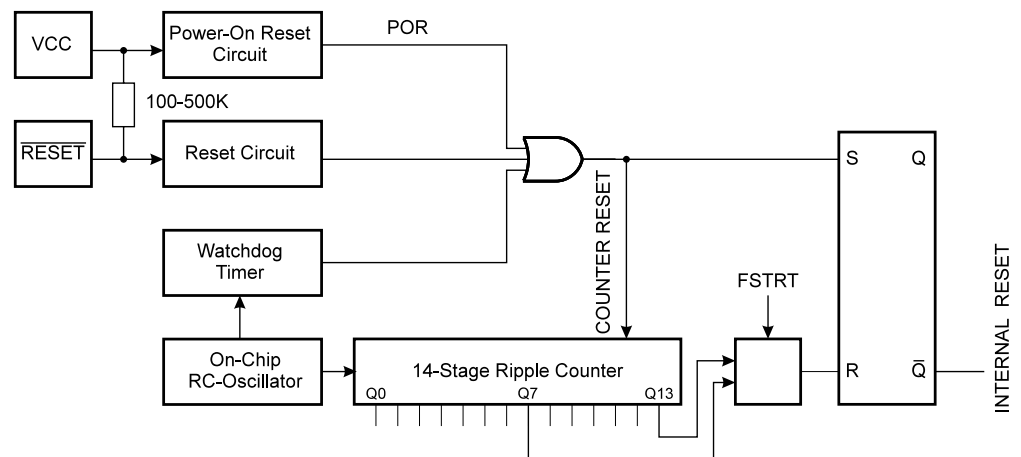 VCC
Power-On Reset
Circuit
POR
100-500K
RESET
Reset Circuit
S
Q
COUNTER RESET
Watchdog
Timer
FSTRT
INTERNAL RESET
On-Chip
RC-Oscillator
14-Stage Ripple Counter
Q0
Q7
Q13
R
Q̅